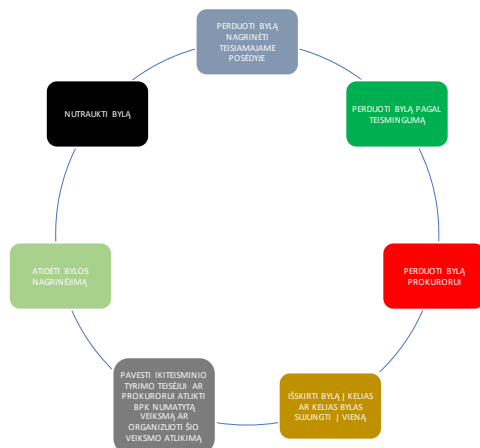 PERDUOTI BYLĄ
NAGRINĖTI
TEISIAMAJAME
POSĖDYJE
PERDUOTI BYLĄ PAGAL
TEISMINGUMĄ
PERDUOTI BYLĄ
PROKURORUI
IŠSKIRTI BYLĄ Į KELIAS
AR KELIAS BYLAS
SUJUNGTI Į VIENĄ
PAVESTI IKITEISMINIO
TYRIMO TEISĖJUI AR
PROKURORUI ATLIKTI
BPK NUMATYTĄ
VEIKSMĄ AR
ORGANIZUOTI ŠIO
VEIKSMO ATLIKIMĄ
ATIDĖTI BYLOS
NAGRINĖJIMĄ
NUTRAUKTI BYLĄ